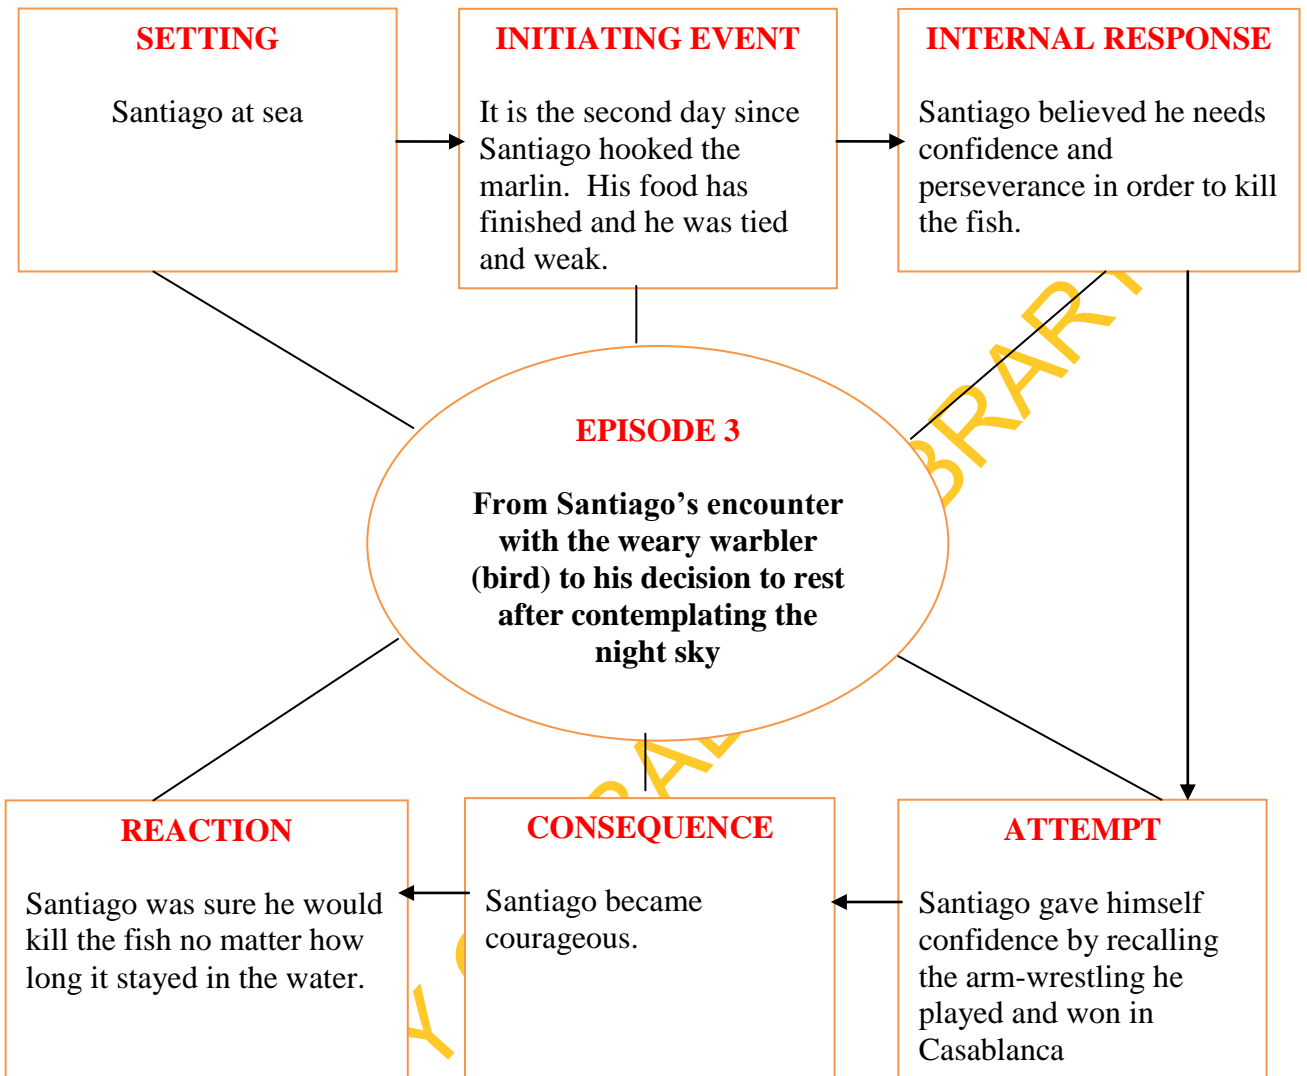 SETTING
Santiago at sea
INITIATING EVENT
It is the second day since
Santiago hooked the
marlin.  His food has
finished and he was tied
and weak.
INTERNAL RESPONSE
Santiago believed he needs
confidence and
perseverance in order to kill
the fish.
EPISODE 3
From Santiago’s encounter
with the weary warbler
(bird) to his decision to rest
after contemplating the
night sky
REACTION
Santiago was sure he would
kill the fish no matter how
long it stayed in the water.
CONSEQUENCE
Santiago became
courageous.
ATTEMPT
Santiago gave himself
confidence by recalling
the arm-wrestling he
played and won in
Casablanca